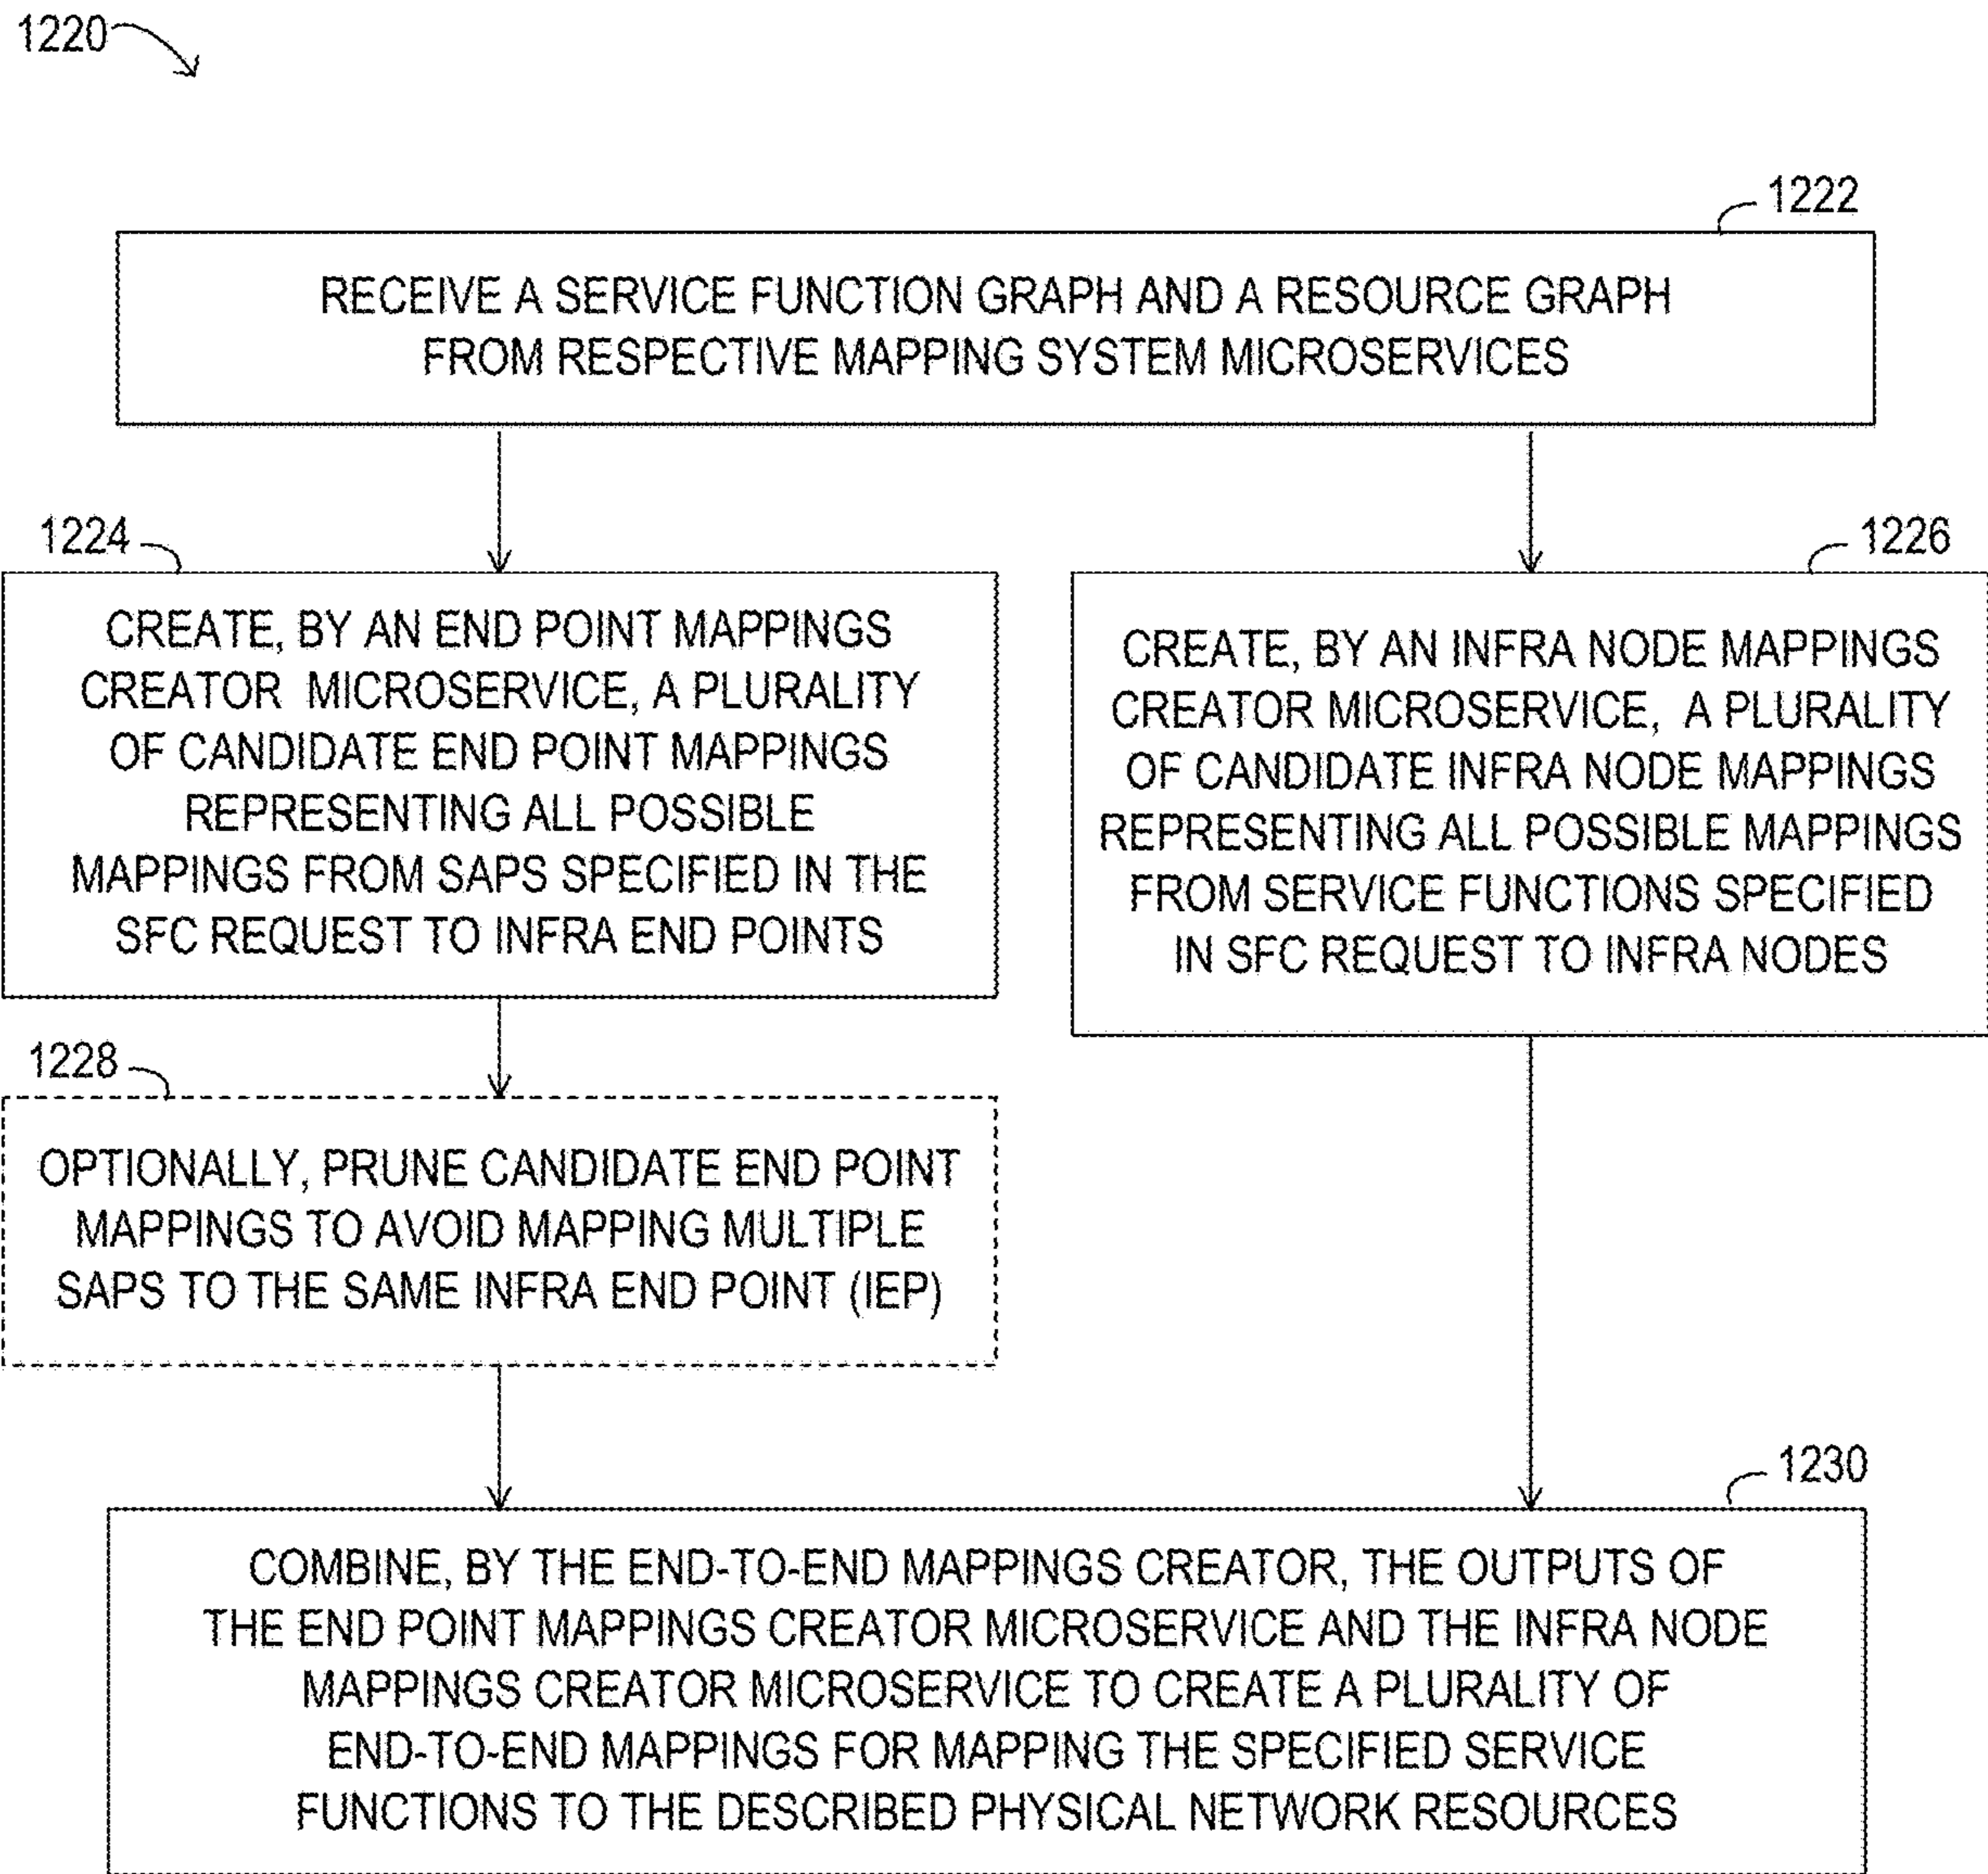 1220
1222
RECEIVE A SERVICE FUNCTION GRAPH AND A RESOURCE GRAPH
FROM RESPECTIVE MAPPING SYSTEM MICROSERVICES
1224
CREATE, BY AN END POINT MAPPINGS
CREATOR MICROSERVICE, A PLURALITY
OF CANDIDATE END POINT MAPPINGS
REPRESENTING ALL POSSIBLE
MAPPINGS FROM SAPS SPECIFIED IN THE
SFC REQUEST TO INFRA END POINTS
1226
CREATE, BY AN INFRA NODE MAPPINGS
CREATOR MICROSERVICE, A PLURALITY
OF CANDIDATE INFRA NODE MAPPINGS
REPRESENTING ALL POSSIBLE MAPPINGS
FROM SERVICE FUNCTIONS SPECIFIED
IN SFC REQUEST TO INFRA NODES
1228
OPTIONALLY, PRUNE CANDIDATE END POINT
MAPPINGS TO AVOID MAPPING MULTIPLE
SAPS TO THE SAME INFRA END POINT (IEP)
1230
COMBINE, BY THE END-TO-END MAPPINGS CREATOR, THE OUTPUTS OF
THE END POINT MAPPINGS CREATOR MICROSERVICE AND THE INFRA NODE
MAPPINGS CREATOR MICROSERVICE TO CREATE A PLURALITY OF
END-TO-END MAPPINGS FOR MAPPING THE SPECIFIED SERVICE
FUNCTIONS TO THE DESCRIBED PHYSICAL NETWORK RESOURCES